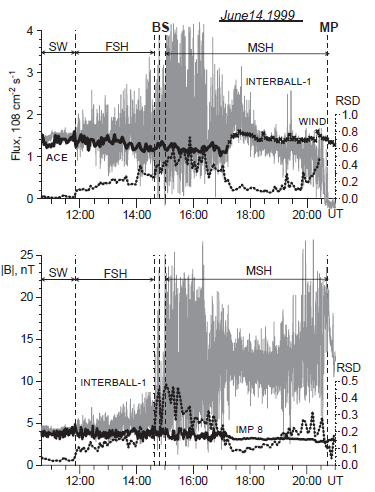 June14.1999
BS MP
SW FSH MSH
INTERBALL-1
WIND
ACE
Flux, 108 cm-2 s-1
4
3
2
1
0
RSD
1.0
0.8
0.6
0.4
0.2
0.0
12:00 14:00 16:00 18:00 20:00 UT
SW FSH MSH
INTERBALL-1
IMP 8
|B|, nT
25
20
15
10
5
0
RSD
0.5
0.4
0.3
0.2
0.1
0.0
12:00 14:00 16:00 18:00 20:00 UT